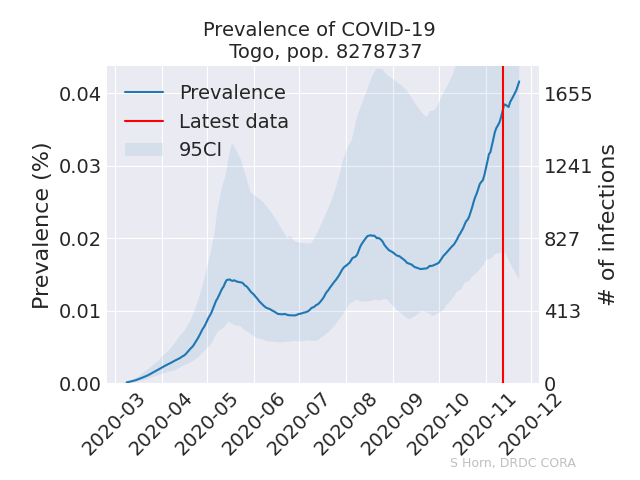 Prevalence of COVID-19
Togo, pop. 8278737
Prevalence
Latest data
95CI
Prevalence (%)
0.04
0.03
0.02
0.01
0.00
1655
1241
827
413
0
# of infections
2020-03
2020-04
2020-05
2020-06
2020-07
2020-08
2020-09
2020-10
2020-11
2020-12
S Horn, DRDC CORA